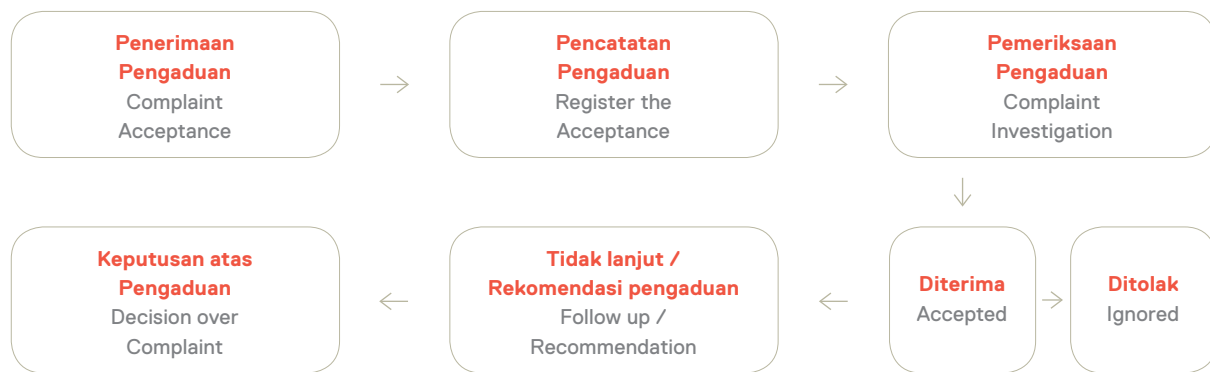 Penerimaan
Pengaduan
Complaint
Acceptance
Pencatatan
Pengaduan
Register the
Acceptance
Pemeriksaan
Pengaduan
Complaint
Investigation
Diterima
Accepted
Ditolak
Ignored
Tidak lanjut /
Rekomendasi pengaduan
Follow up /
Recommendation
Keputusan atas
Pengaduan
Decision over
Complaint